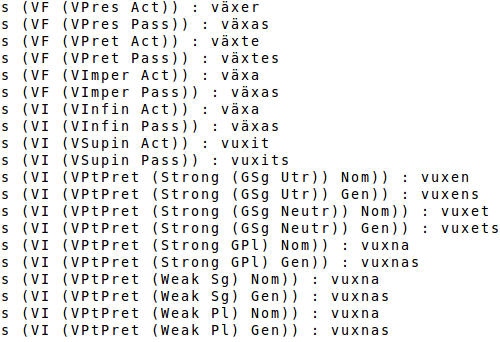 s (VF (VPres Act)) : växer
s (VF (VPres Pass)) : växas
s (VF (VPret Act)) : växte
s (VF (VPret Pass)) : växtes
s (VF (VImper Act)) : växa
s (VF (VImper Pass)) : växas
s (VI (VInfin Act)) : växa
s (VI (VInfin Pass)) : växas
s (VI (VSupin Act)) : vuxit
s (VI (VSupin Pass)) : vuxits
s (VI (VPtPret (Strong (GSg Utr)) Nom)) : vuxen
s (VI (VPtPret (Strong (GSg Utr)) Gen)) : vuxens
s (VI (VPtPret (Strong (GSg Neutr)) Nom)) : vuxet
s (VI (VPtPret (Strong (GSg Neutr)) Gen)) : vuxets
s (VI (VPtPret (Strong GPl) Nom)) : vuxna
s (VI (VPtPret (Strong GPl) Gen)) : vuxnas
s (VI (VPtPret (Weak Sg) Nom)) : vuxna
s (VI (VPtPret (Weak Sg) Gen)) : vuxnas
s (VI (VPtPret (Weak Pl) Nom)) : vuxna
s (VI (VPtPret (Weak Pl) Gen)) : vuxnas